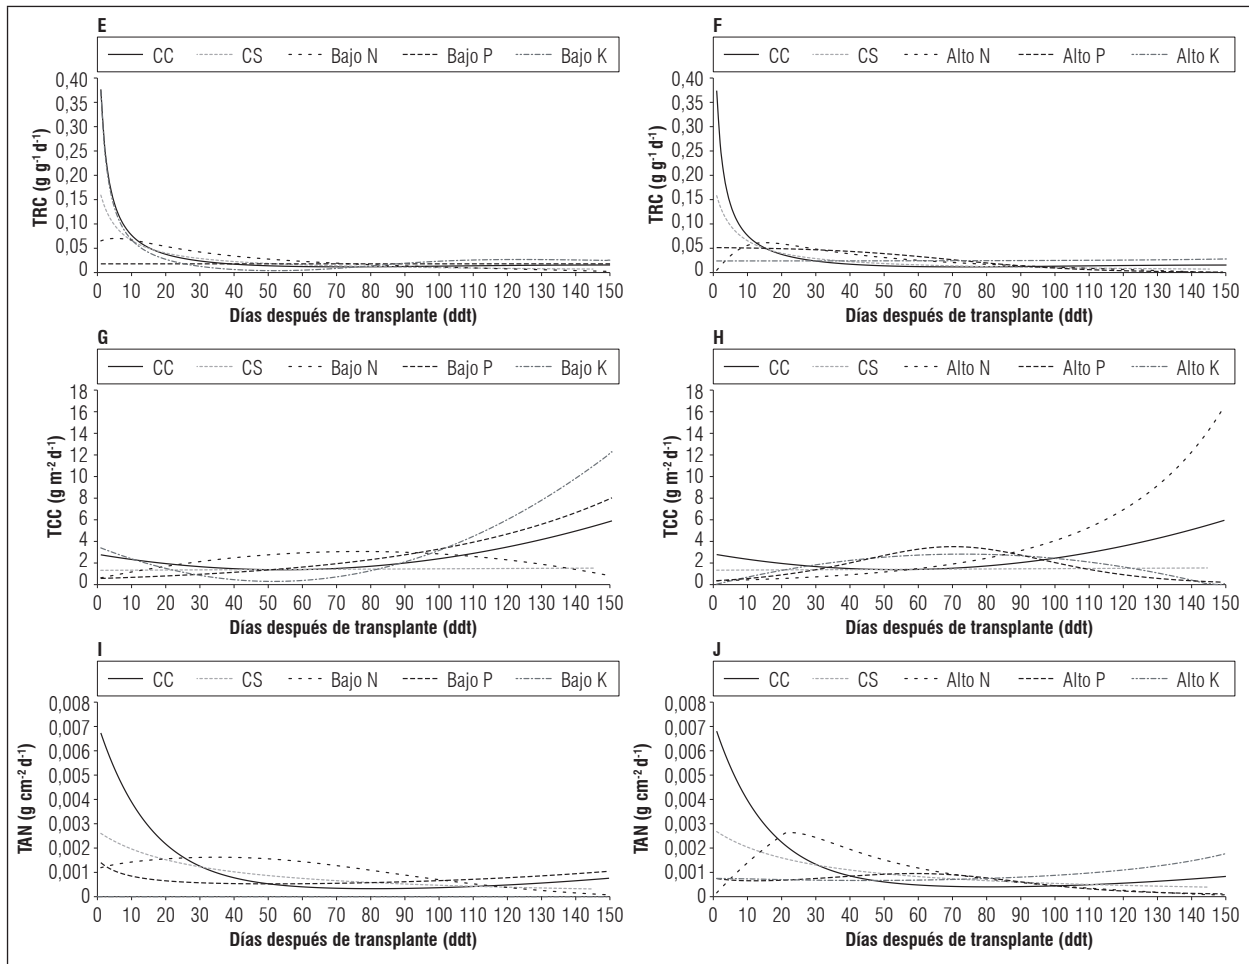 E
CC CS Bajo N Bajo P Bajo K
0,40
0,35
0,30
0,25
0,20
0,15
0,10
0,05
0
TRC (g g-1 d-1)
0 10 20 30 40 50 60 70 80 90 100 110 120 130 140 150
Días después de transplante (ddt)
F
CC CS Alto N Alto P Alto K
0,40
0,35
0,30
0,25
0,20
0,15
0,10
0,05
0
TRC (g g-1 d-1)
0 10 20 30 40 50 60 70 80 90 100 110 120 130 140 150
Días después de transplante (ddt)
G
CC CS Bajo N Bajo P Bajo K
18
16
14
12
10
8
6
4
2
0
TCC (g m-2 d-1)
0 10 20 30 40 50 60 70 80 90 100 110 120 130 140 150
Días después de transplante (ddt)
H
CC CS Alto N Alto P Alto K
18
16
14
12
10
8
6
4
2
0
TCC (g m-2 d-1)
0 10 20 30 40 50 60 70 80 90 100 110 120 130 140 150
Días después de transplante (ddt)
I
CC CS Bajo N Bajo P Bajo K
0,008
0,007
0,006
0,005
0,004
0,003
0,002
0,001
0
TAN (g cm-2 d-1)
0 10 20 30 40 50 60 70 80 90 100 110 120 130 140 150
Días después de transplante (ddt)
J
CC CS Alto N Alto P Alto K
0,008
0,007
0,006
0,005
0,004
0,003
0,002
0,001
0
TAN (g cm-2 d-1)
0 10 20 30 40 50 60 70 80 90 100 110 120 130 140 150
Días después de transplante (ddt)